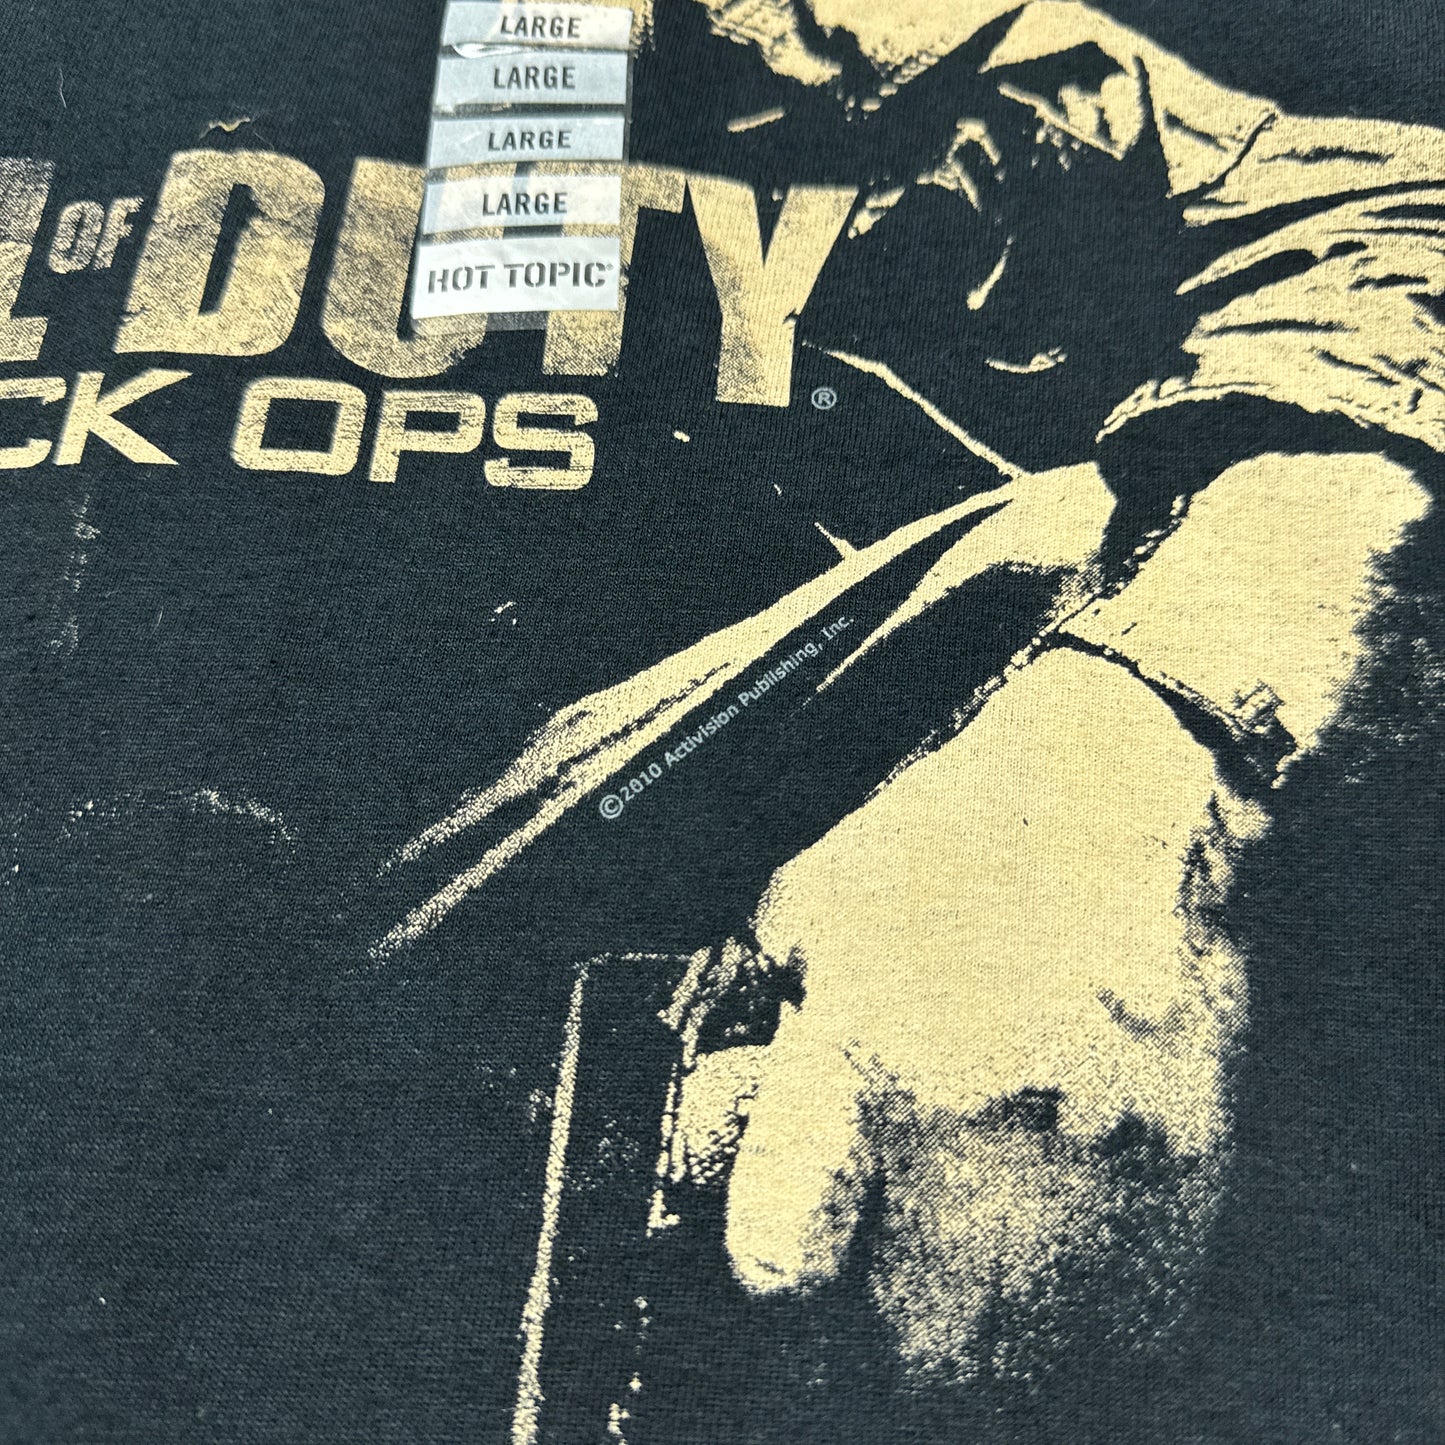 LARGE
LARGE
LARGE
LARGE
HOT TOPIC
OF DUTY®
CK OPS
©2010 Activision Publishing, Inc.